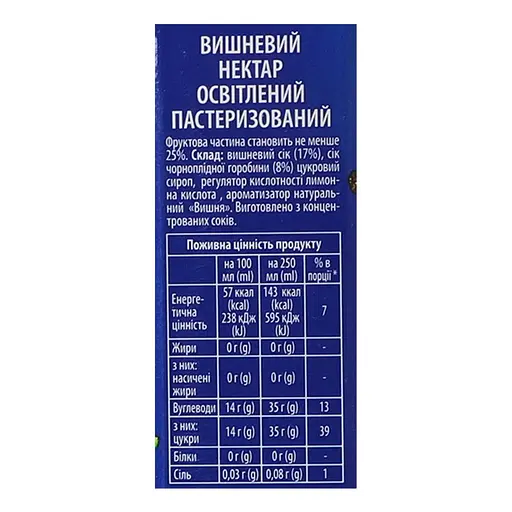 ВИШНЕВИЙ
НЕКТАР
ОСВІТЛЕНИЙ
ПАСТЕРИЗОВАНИЙ
Фруктова частина становить не менше
25%. Склад: вишневий сік (17%), сік
чорноплідної горобини (8%) цукровий
сироп, регулятор кислотності лимон-
на кислота , ароматизатор натураль-
ний «Вишня». Виготовлено з концен-
трованих соків.
Поживна цінність продукту
на 100 мл (ml) на 250 мл (ml) % в порції *
Енерге-тична цінність 57 ккал (kcal) 238 кДж (kJ) 143 ккал (kcal) 595 кДж (kJ) 7
Жири 0 г (g) 0 г (g) -
з них: насичені жири 0 г (g) 0 г (g) -
Вуглеводи 14 г (g) 35 г (g) 13
з них: цукри 14 г (g) 35 г (g) 39
Білки 0 г (g) 0 г (g) -
Сіль 0,03 г (g) 0,08 г (g) 1